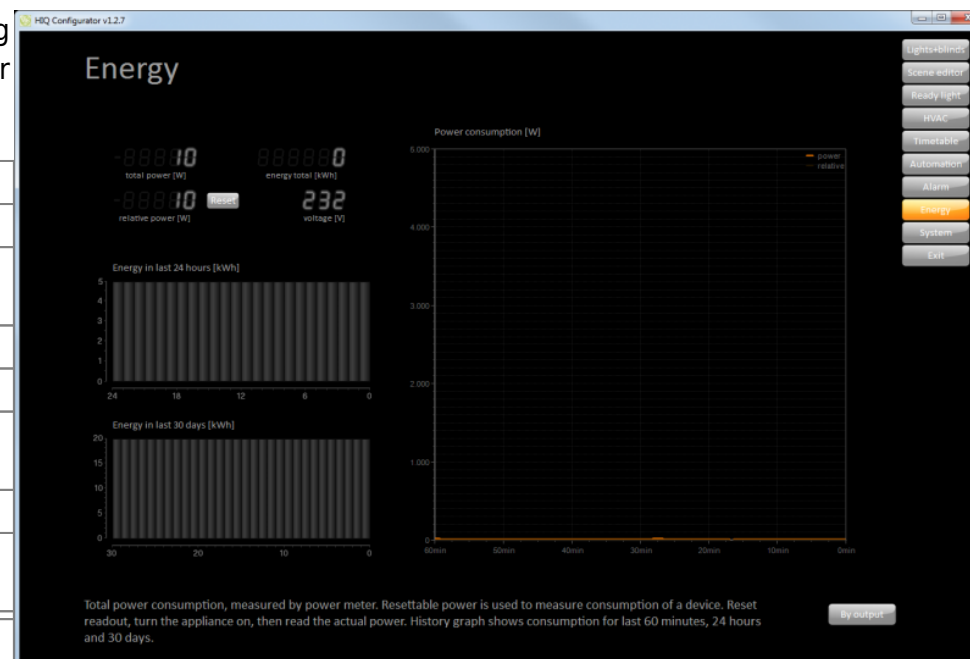 g
r
HIQ Configurator v1.2.7
Energy
10
total power [W]
0
energy total [kWh]
10
Reset
relative power [W]
232
voltage [V]
Energy in last 24 hours [kWh]
5
4
3
2
1
0
24 18 12 6 0
Energy in last 30 days [kWh]
20
15
10
5
0
30 20 10 0
Power consumption [W]
power
relative
5.000
4.000
3.000
2.000
1.000
0
60min 50min 40min 30min 20min 10min 0min
Lights+blinds
Scene editor
Ready light
HVAC
Timetable
Automation
Alarm
Energy
System
Exit
Total power consumption, measured by power meter. Resettable power is used to measure consumption of a device. Reset
readout, turn the appliance on, then read the actual power. History graph shows consumption for last 60 minutes, 24 hours
and 30 days.
By output